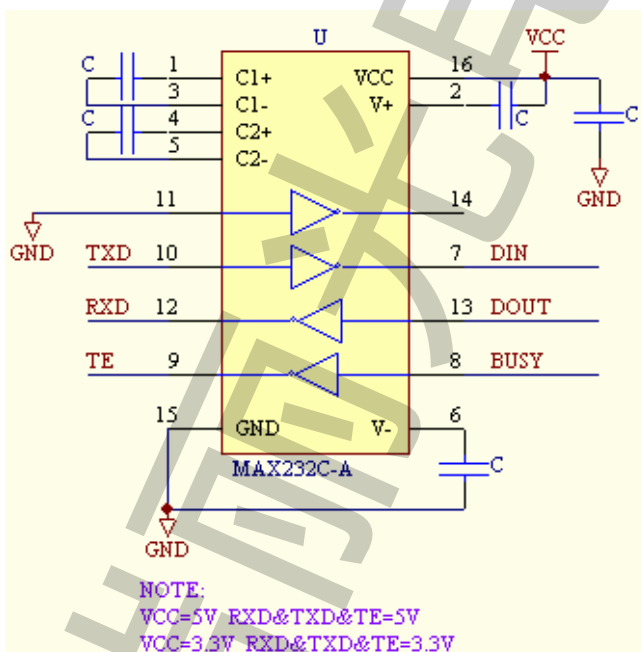 U
VCC
C 1 C1+ VCC 16
3 C1- V+ 2 C C
C 4 C2+
5 C2- GND
11 14
GND
TXD 10 7 DIN
RXD 12 13 DOUT
TE 9 8 BUSY
15 GND V- 6
MAX232C-A C
GND
NOTE:
VCC=5V RXD&TXD&TE=5V
VCC=3.3V RXD&TXD&TE=3.3V